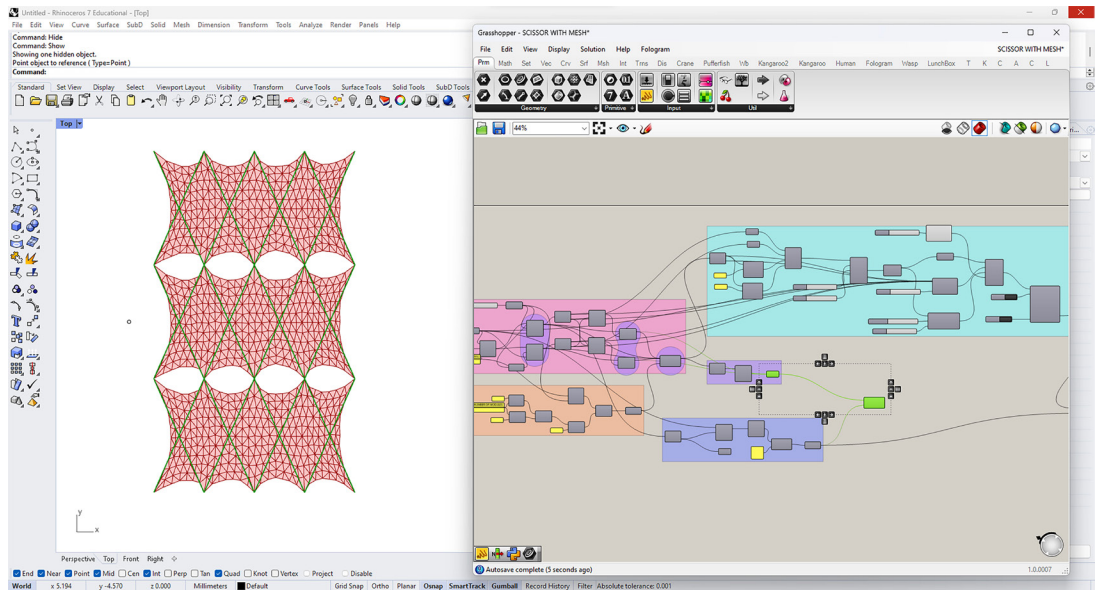 Untitled - Rhinoceros 7 Educational - [Top]
File Edit View Curve Surface SubD Solid Mesh Dimension Transform Tools Analyze Render Panels Help
Command: Hide
Command: Show
Showing one hidden object.
Point object to reference ( Type=Point )
Command:
Standard Set View Display Select Viewport Layout Visibility Transform Curve Tools Surface Tools Solid Tools SubD Tools
Top
y
x
Perspective Top Front Right
End Near Point Mid Cen Int Perp Tan Quad Knot Vertex Project Disable
World x 5.194 y -4.570 z 0.000 Millimeters Default Grid Snap Ortho Planar Osnap SmartTrack Gumball Record History Filter Absolute tolerance: 0.001
Grasshopper - SCISSOR WITH MESH*
File Edit View Display Solution Help Fologram SCISSOR WITH MESH*
Prm Math Set Vec Crv Srf Msh Int Trns Dis Crane Pufferfish Wb Kangaroo2 Kangaroo Human Fologram Wasp LunchBox T K C A C L
Geometry Primitive Input Util
44%
Autosave complete (5 seconds ago) 1.0.0007